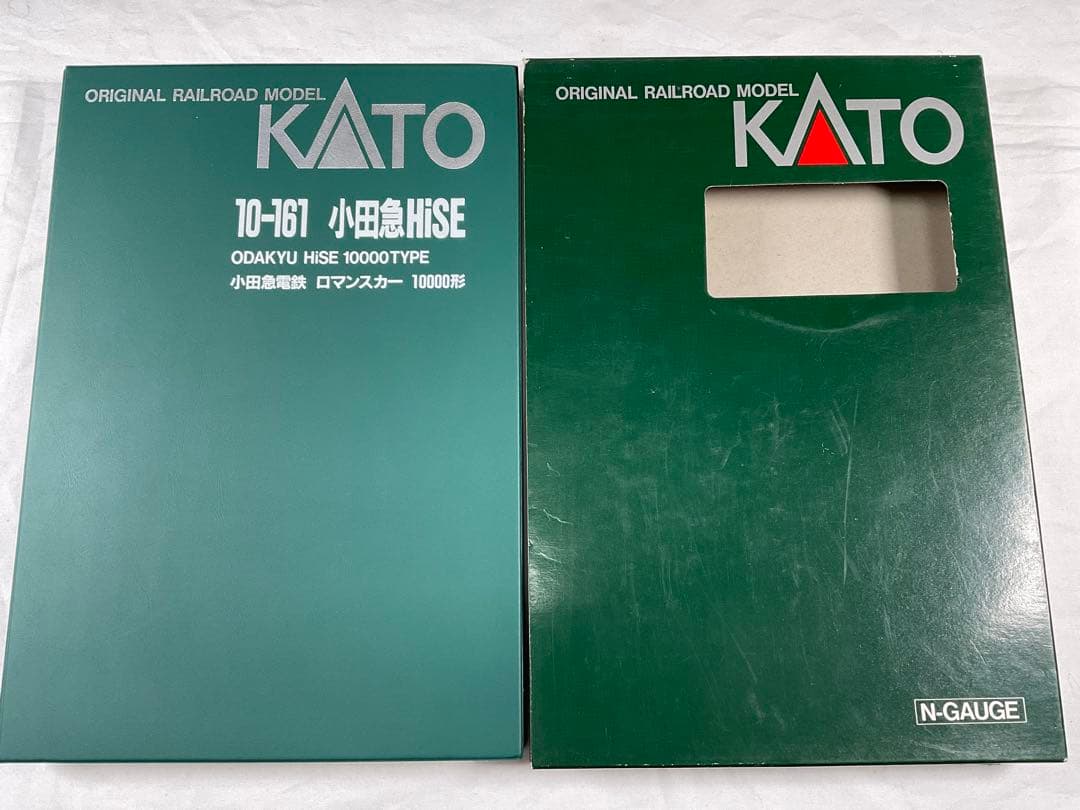 ORIGINAL RAILROAD MODEL
KATO
10-161 小田急HiSE
ODAKYU HiSE 10000TYPE
小田急電鉄 ロマンスカー 10000形
ORIGINAL RAILROAD MODEL
KATO
N-GAUGE